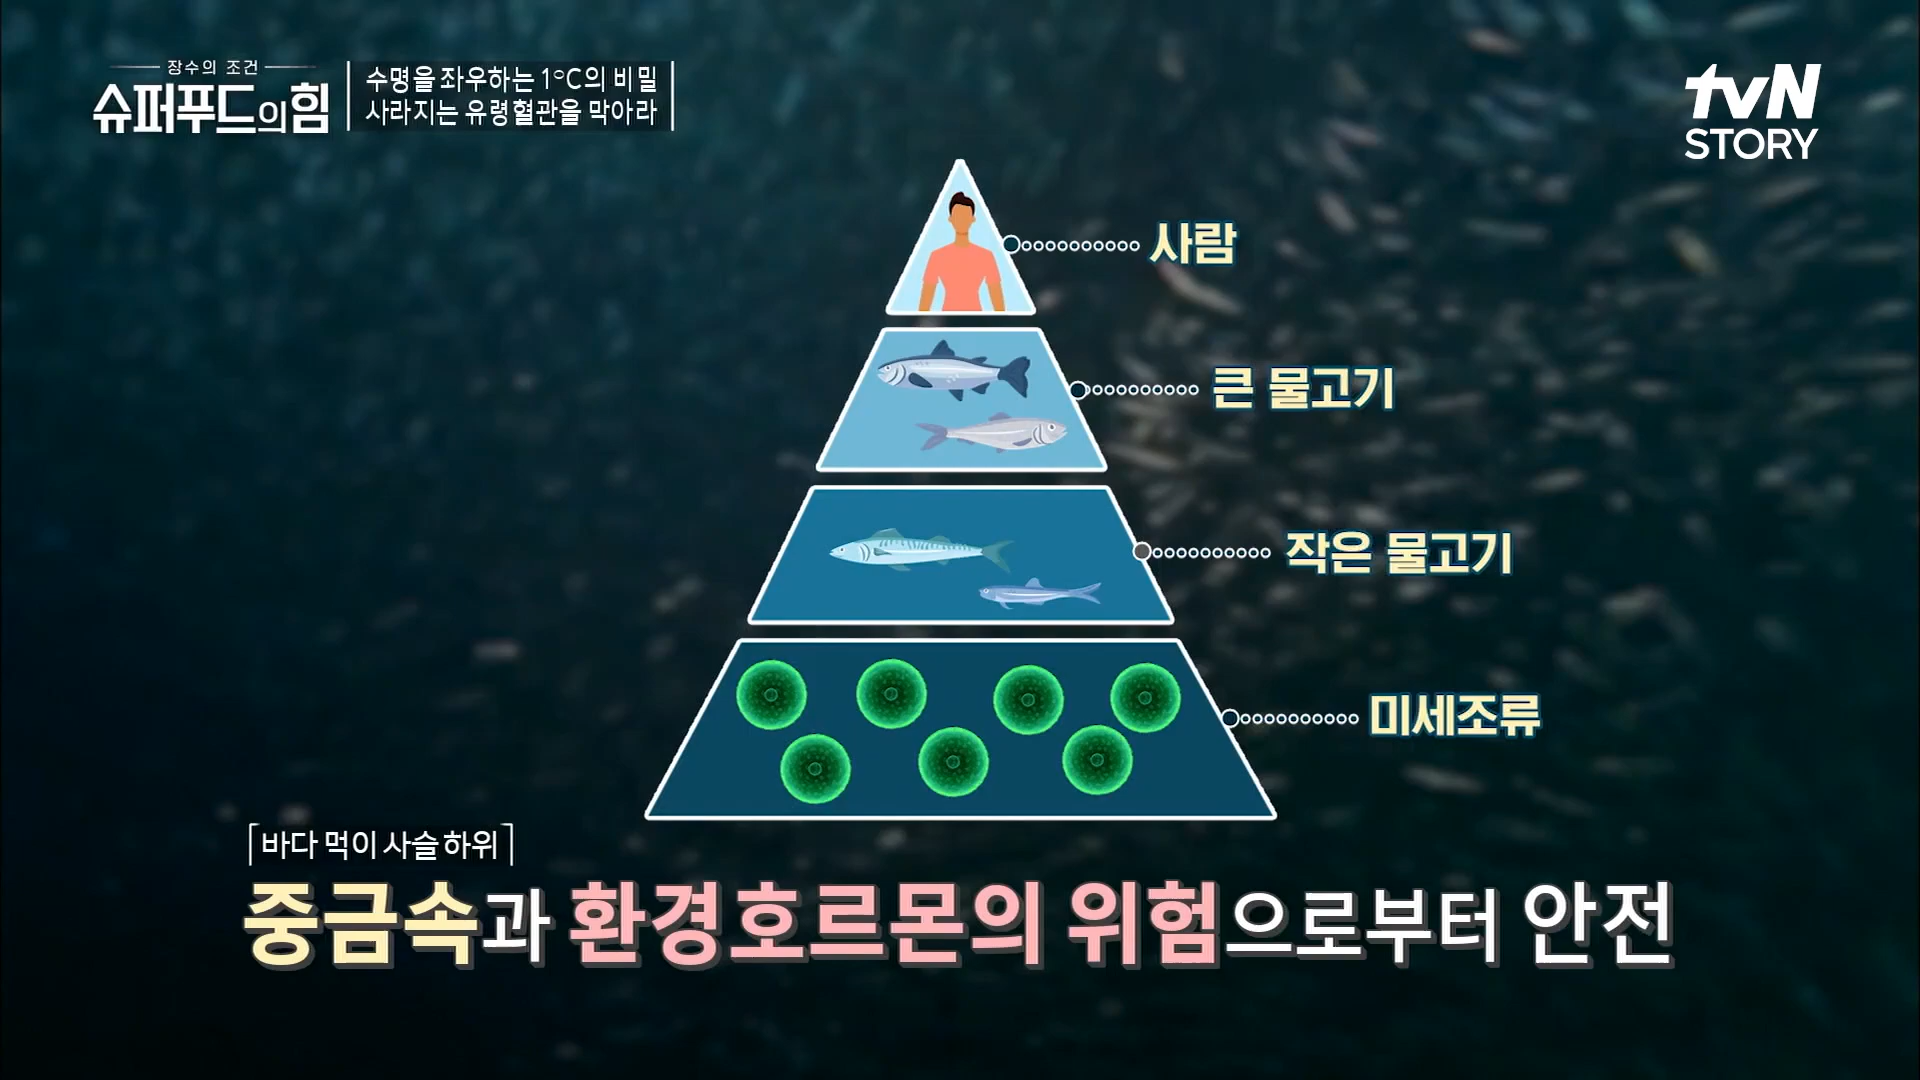 장수의 조건
슈퍼푸드의 힘
수명을 좌우하는 1℃의 비밀
사라지는 유령혈관을 막아라
tvN
STORY
사람
큰 물고기
작은 물고기
미세조류
바다 먹이 사슬 하위
중금속과 환경호르몬의 위험으로부터 안전